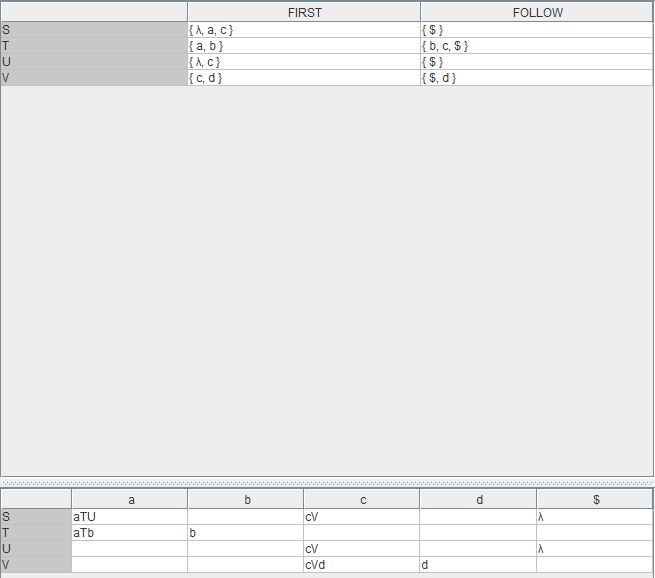 FIRST FOLLOW
S { λ, a, c } { $ }
T { a, b } { b, c, $ }
U { λ, c } { $ }
V { c, d } { $, d }
a b c d $
S aTU cV λ
T aTb b
U cV λ
V cVd d